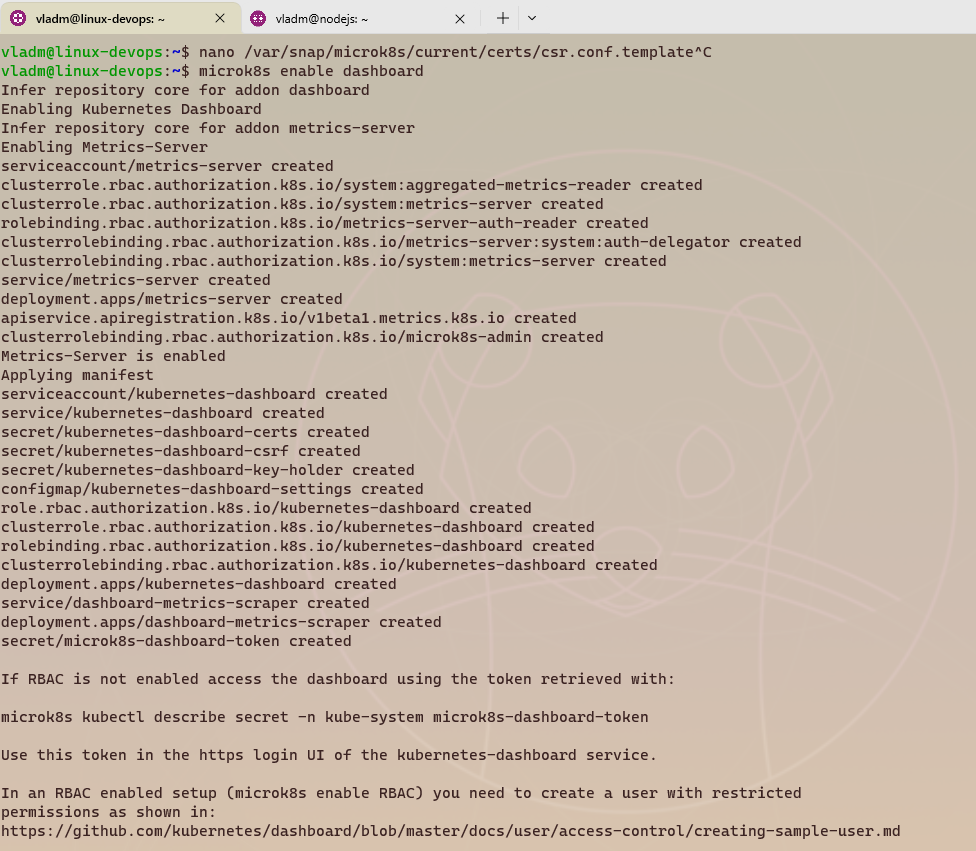 vladm@linux-devops: ~
vladm@nodejs: ~
vladm@linux-devops:~$ nano /var/snap/microk8s/current/certs/csr.conf.template^C
vladm@linux-devops:~$ microk8s enable dashboard
Infer repository core for addon dashboard
Enabling Kubernetes Dashboard
Infer repository core for addon metrics-server
Enabling Metrics-Server
serviceaccount/metrics-server created
clusterrole.rbac.authorization.k8s.io/system:aggregated-metrics-reader created
clusterrole.rbac.authorization.k8s.io/system:metrics-server created
rolebinding.rbac.authorization.k8s.io/metrics-server-auth-reader created
clusterrolebinding.rbac.authorization.k8s.io/metrics-server:system:auth-delegator created
clusterrolebinding.rbac.authorization.k8s.io/system:metrics-server created
service/metrics-server created
deployment.apps/metrics-server created
apiservice.apiregistration.k8s.io/v1beta1.metrics.k8s.io created
clusterrolebinding.rbac.authorization.k8s.io/microk8s-admin created
Metrics-Server is enabled
Applying manifest
serviceaccount/kubernetes-dashboard created
service/kubernetes-dashboard created
secret/kubernetes-dashboard-certs created
secret/kubernetes-dashboard-csrf created
secret/kubernetes-dashboard-key-holder created
configmap/kubernetes-dashboard-settings created
role.rbac.authorization.k8s.io/kubernetes-dashboard created
clusterrole.rbac.authorization.k8s.io/kubernetes-dashboard created
rolebinding.rbac.authorization.k8s.io/kubernetes-dashboard created
clusterrolebinding.rbac.authorization.k8s.io/kubernetes-dashboard created
deployment.apps/kubernetes-dashboard created
service/dashboard-metrics-scraper created
deployment.apps/dashboard-metrics-scraper created
secret/microk8s-dashboard-token created
If RBAC is not enabled access the dashboard using the token retrieved with:
microk8s kubectl describe secret -n kube-system microk8s-dashboard-token
Use this token in the https login UI of the kubernetes-dashboard service.
In an RBAC enabled setup (microk8s enable RBAC) you need to create a user with restricted
permissions as shown in:
https://github.com/kubernetes/dashboard/blob/master/docs/user/access-control/creating-sample-user.md